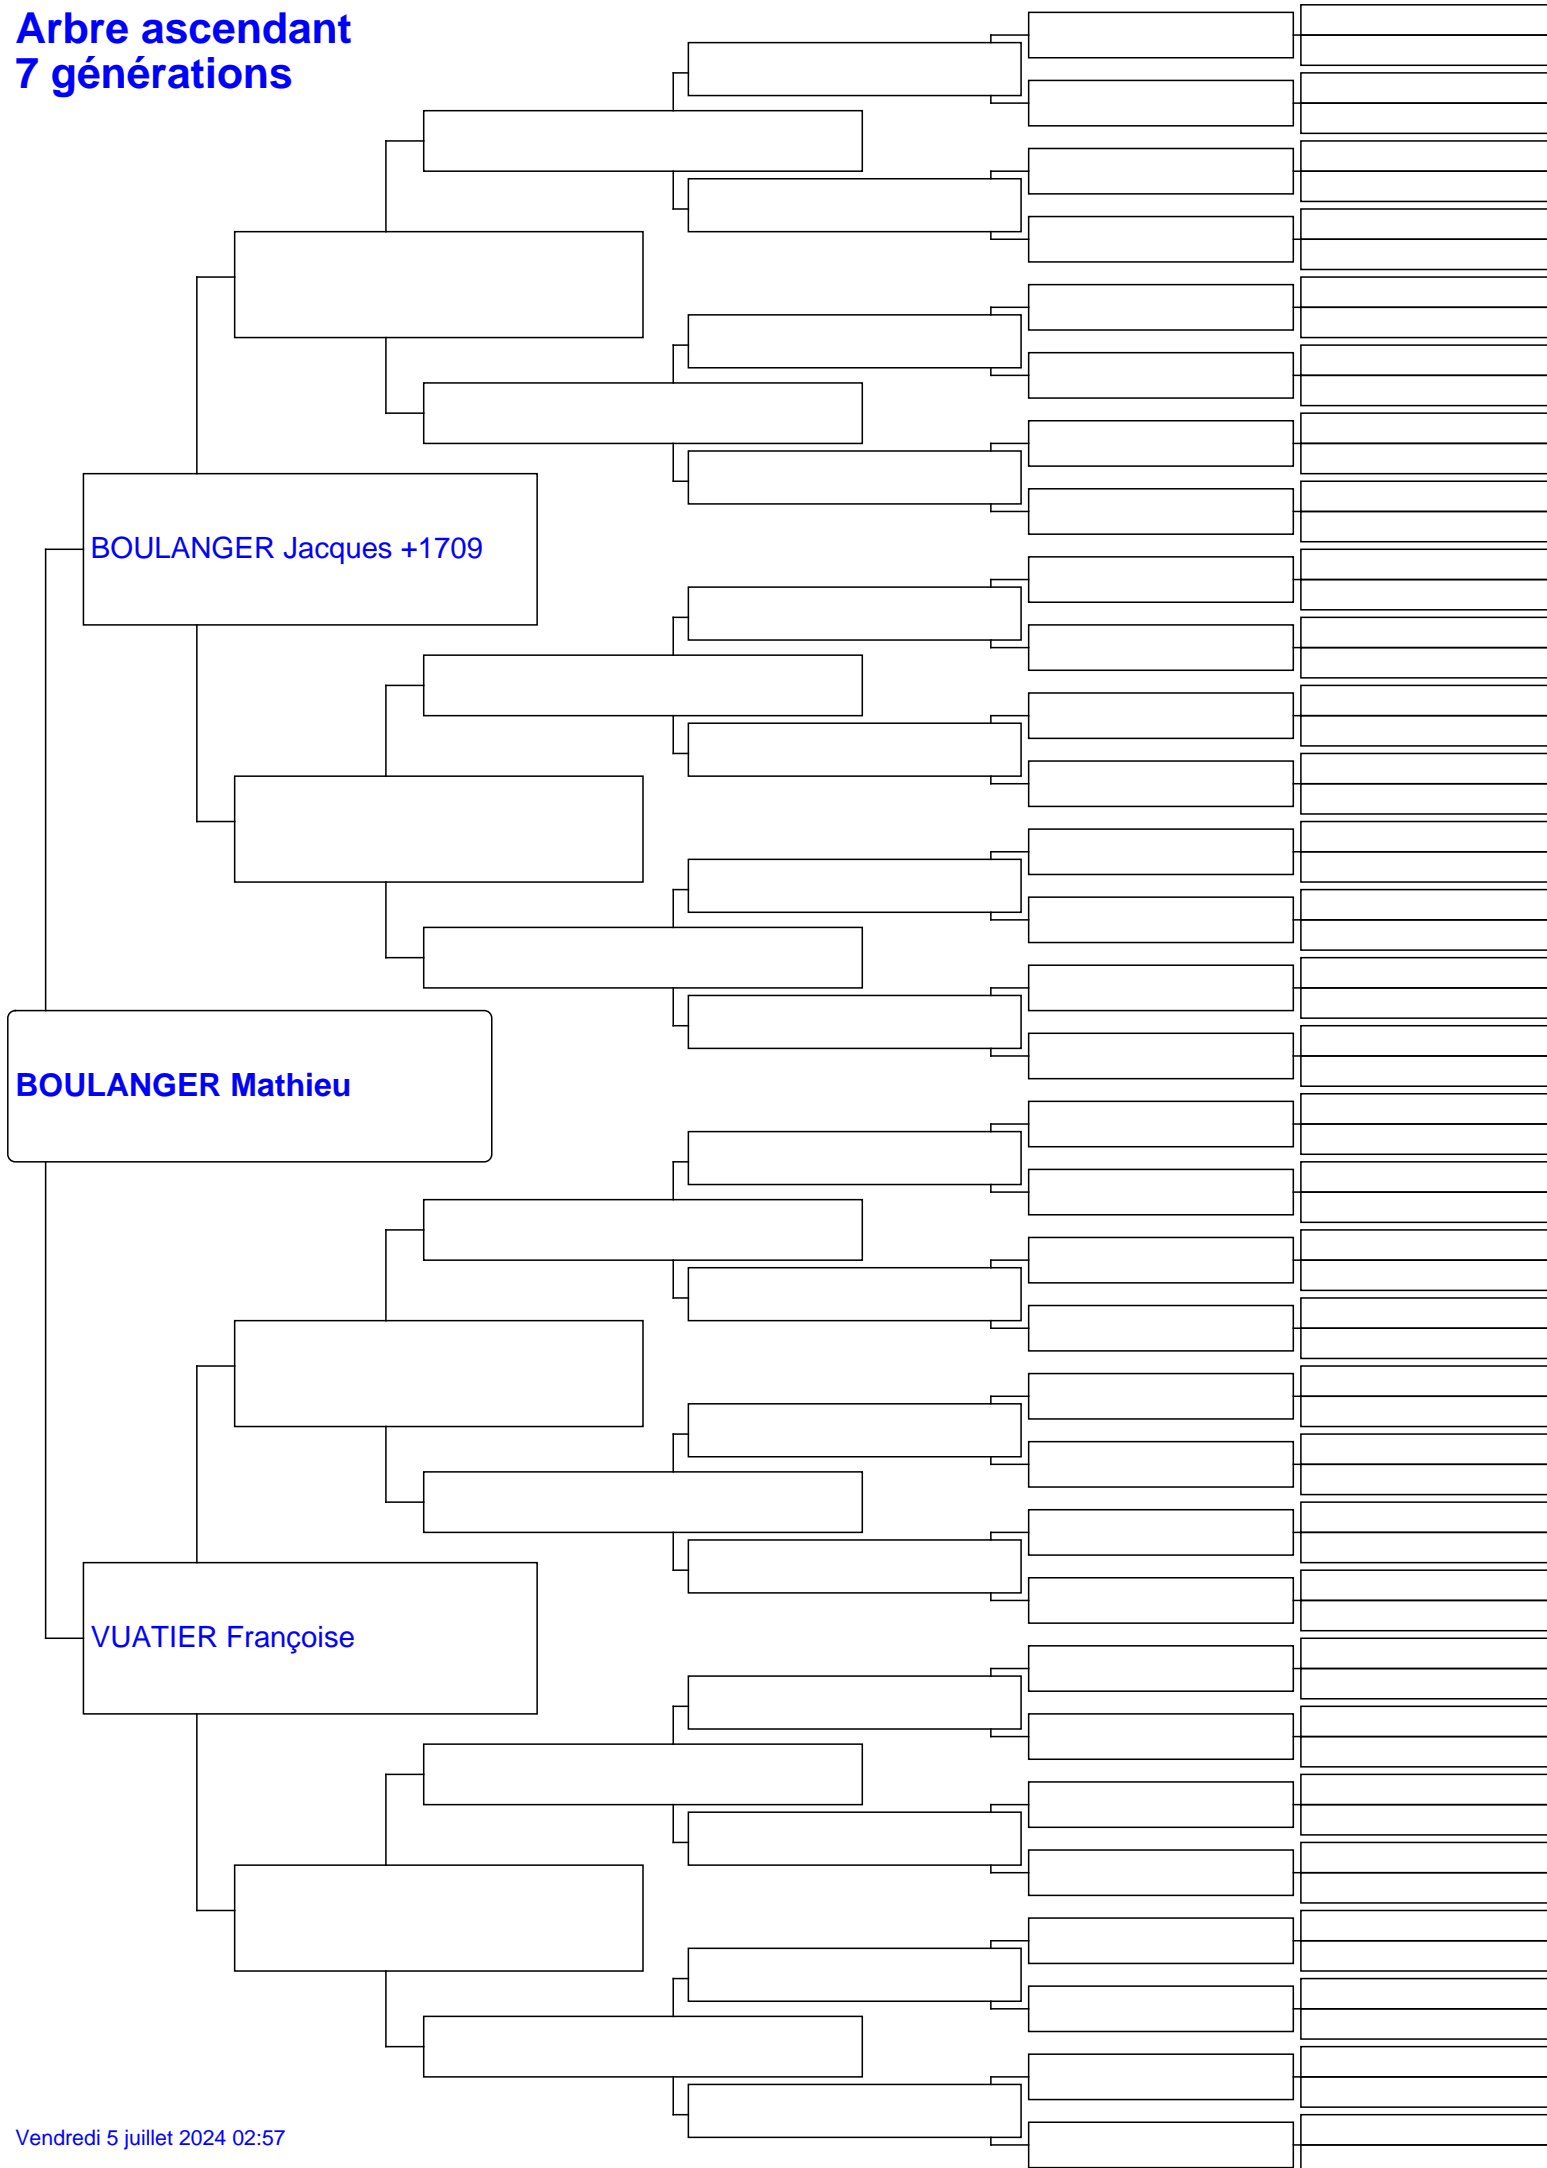 Arbre ascendant
7 générations
BOULANGER Jacques +1709
BOULANGER Mathieu
VUATIER Françoise
Vendredi 5 juillet 2024 02:57